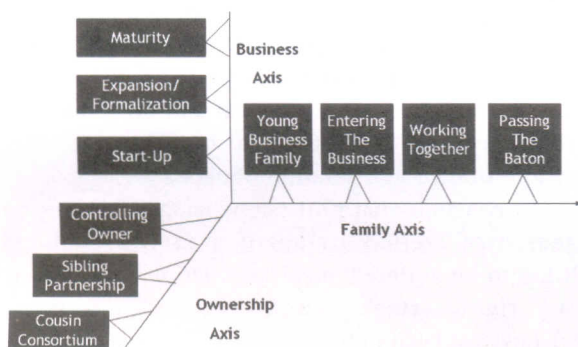 Maturity
Business
Axis
Expansion/
Formalization
Young
Business
Family
Entering
The
Business
Working
Together
Passing
The
Baton
Start-Up
Controlling
Owner
Family Axis
Sibling
Partnership
Ownership
Axis
Cousin
Consortium